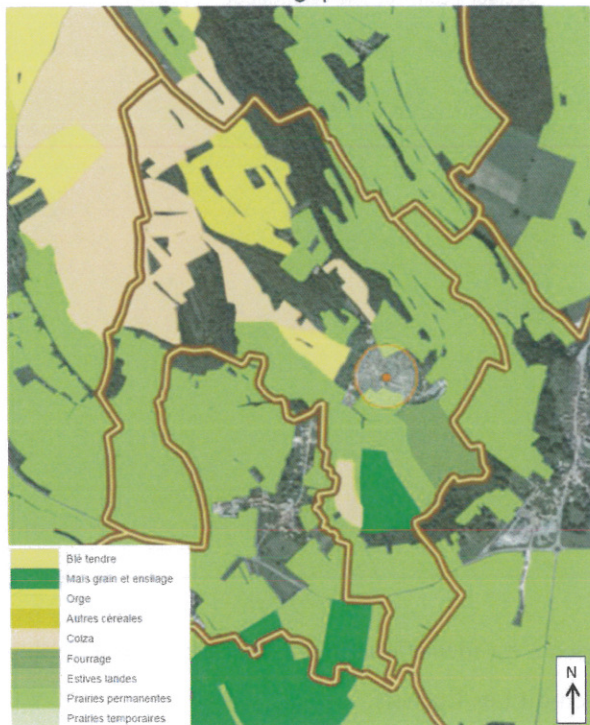 Blé tendre
Maïs grain et ensilage
Orge
Autres céréales
Colza
Fourrage
Estives landes
Prairies permanentes
Prairies temporaires
N